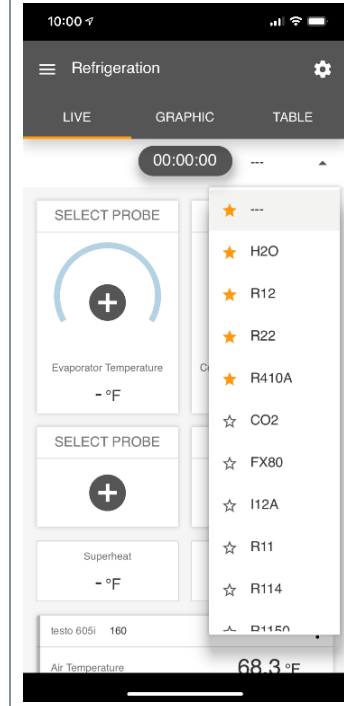 10:00
Refrigeration
LIVE GRAPHIC TABLE
00:00:00 ---
SELECT PROBE
Evaporator Temperature
- °F
SELECT PROBE
Superheat
- °F
testo 605i 160
Air Temperature
68.3 °F
---
H2O
R12
R22
R410A
CO2
FX80
I12A
R11
R114
R1150